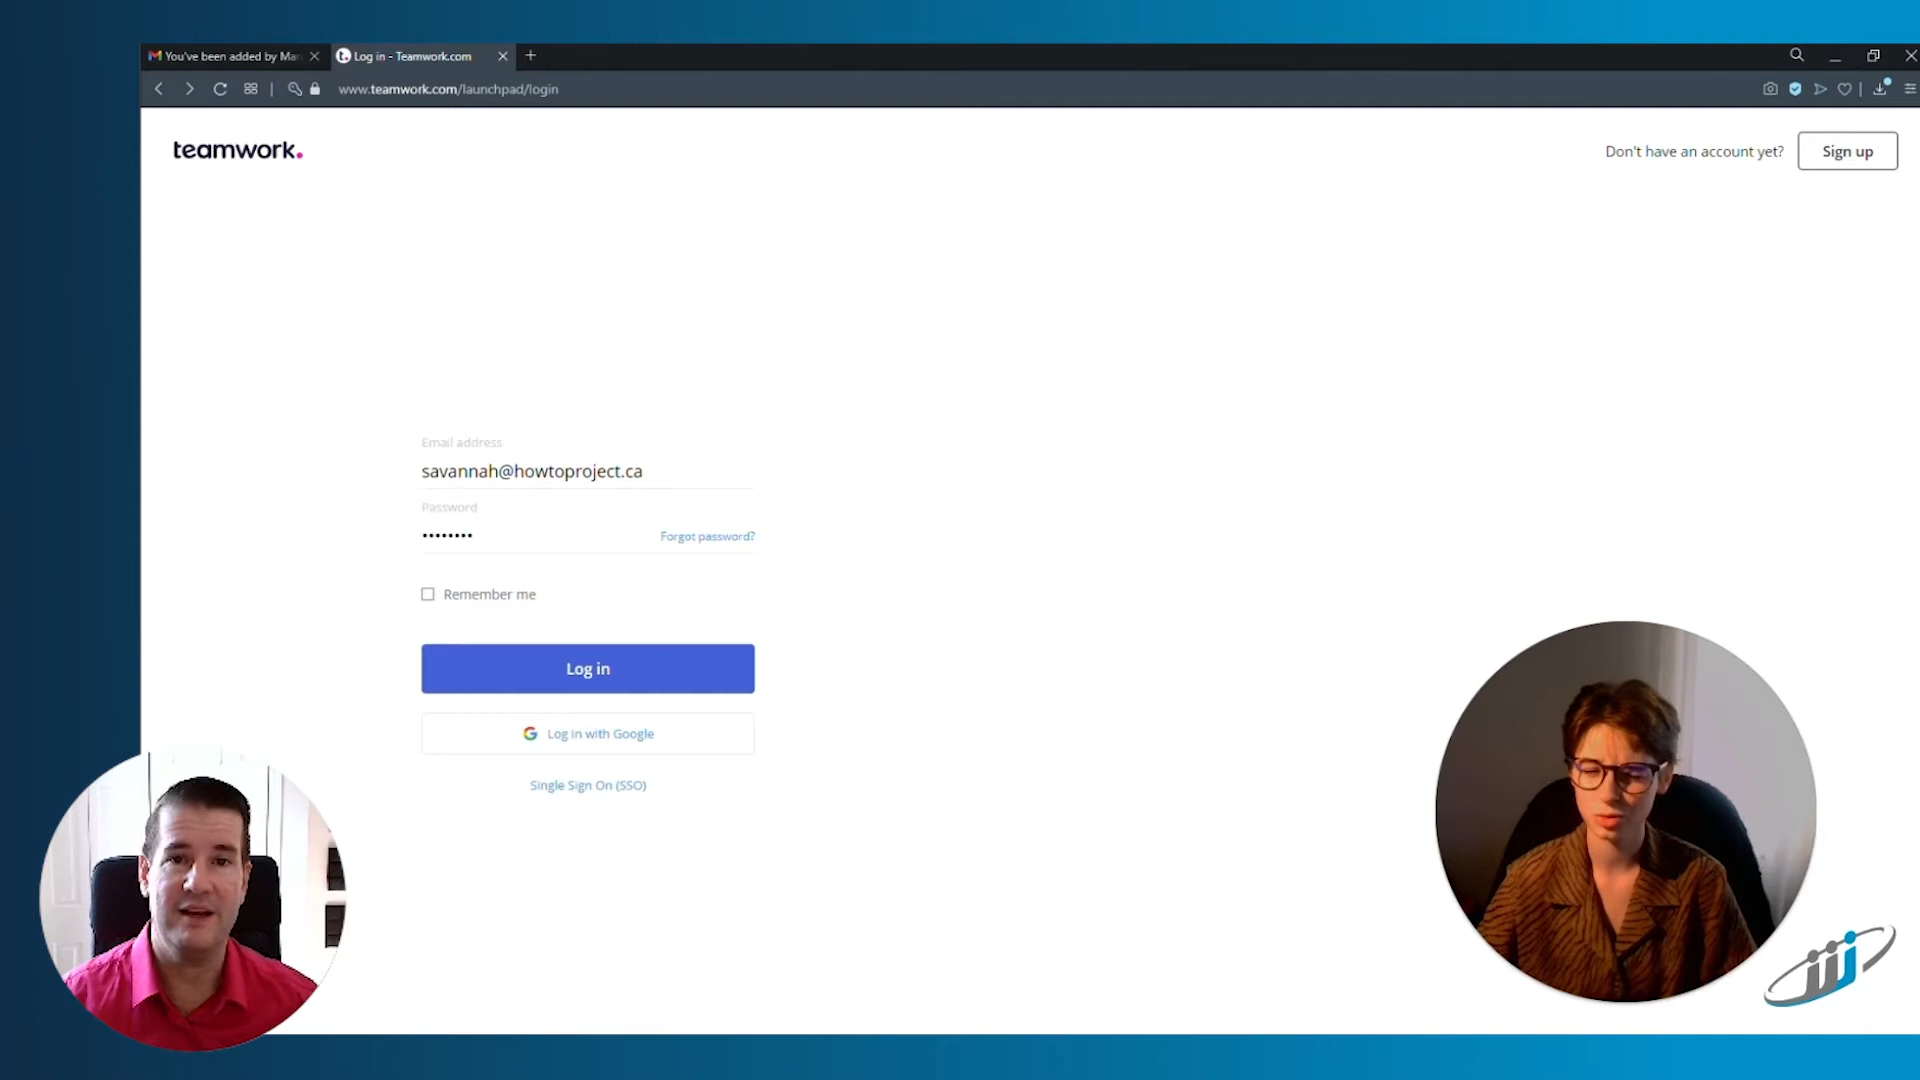 You've been added by Mar
Log in - Teamwork.com
www.teamwork.com/launchpad/login
teamwork.
Don't have an account yet?
Sign up
Email address
savannah@howtoproject.ca
Password
Forgot password?
Remember me
Log in
Log in with Google
Single Sign On (SSO)